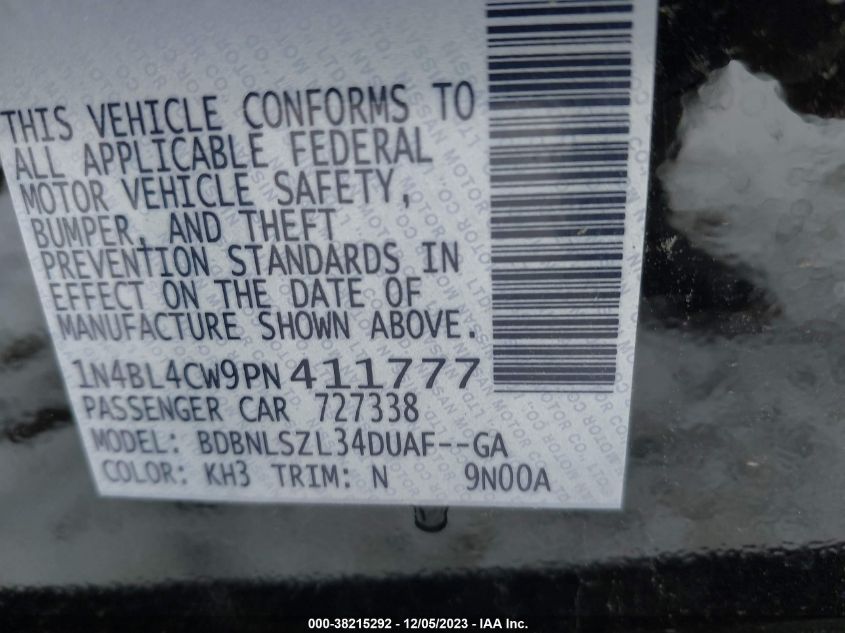 THIS VEHICLE CONFORMS TO
ALL APPLICABLE FEDERAL
MOTOR VEHICLE SAFETY,
BUMPER, AND THEFT
PREVENTION STANDARDS IN
EFFECT ON THE DATE OF
MANUFACTURE SHOWN ABOVE.
1N4BL4CW9PN411777
PASSENGER CAR 727338
MODEL: BDBNLSZL34DUAF--GA
COLOR: KH3 TRIM: N 9N00A
000-38215292 - 12/05/2023 - IAA Inc.